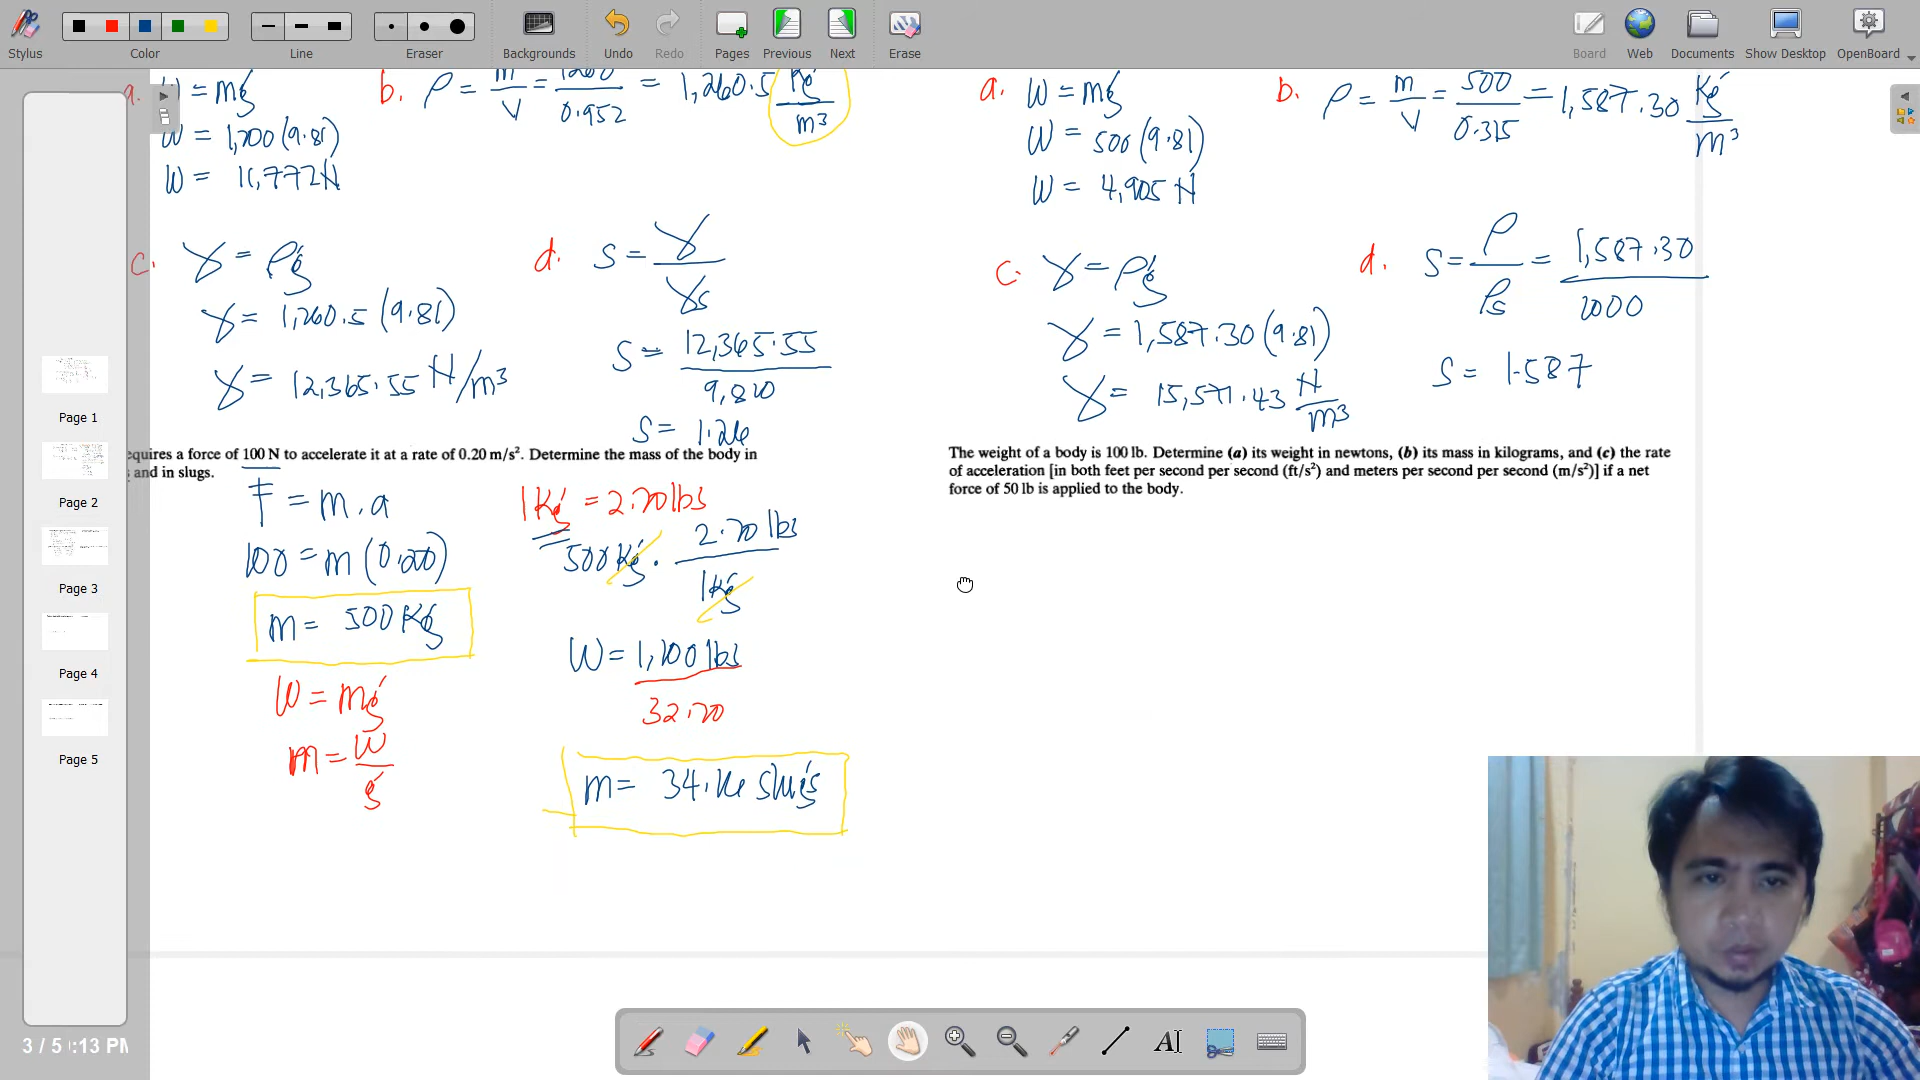 Stylus
Color
Line
Eraser
Backgrounds
Undo
Redo
Pages
Previous
Next
Erase
Board
Web
Documents
Show Desktop
OpenBoard
Page 1
Page 2
Page 3
Page 4
Page 5
3 / 5
:13 PM
a. W = mg
W = 1,200(9.81)
W = 11,772N
b. ρ = m/V = 1200/0.952 = 1,260.5 Kg/m³
c. γ = ρg
γ = 1,260.5 (9.81)
γ = 12,365.55 N/m³
d. S = γ/γs
S = 12,365.55/9,810
S = 1.26
a. W = mg
W = 500 (9.81)
W = 4,905 N
b. ρ = m/V = 500/0.315 = 1,587.30 Kg/m³
c. γ = ρg
γ = 1,587.30 (9.81)
γ = 15,571.43 N/m³
d. S = ρ/ρs = 1,587.30/1000
S = 1.587
equires a force of 100 N to accelerate it at a rate of 0.20 m/s². Determine the mass of the body in
and in slugs.
F = m.a
100 = m (0.20)
m = 500 Kg
W = mg
m = W/g
1Kg = 2.20 lbs
500 Kg · 2.20 lbs/1Kg
W = 1,100 lbs
32.20
m = 34.16 slugs
The weight of a body is 100 lb. Determine (a) its weight in newtons, (b) its mass in kilograms, and (c) the rate
of acceleration [in both feet per second per second (ft/s²) and meters per second per second (m/s²)] if a net
force of 50 lb is applied to the body.
AI